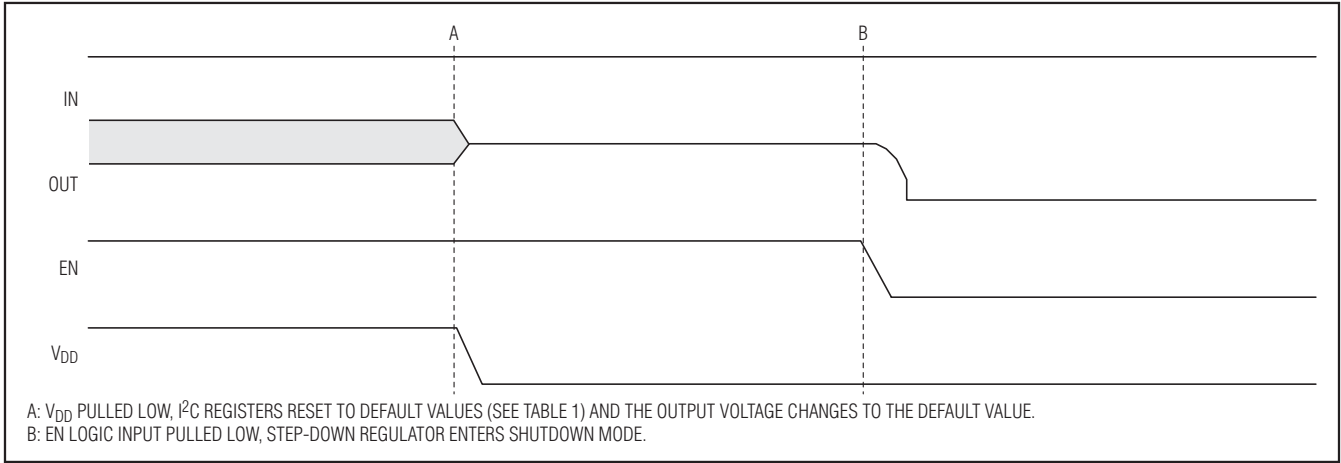 A
B
IN
OUT
EN
VDD
A: VDD PULLED LOW, I2C REGISTERS RESET TO DEFAULT VALUES (SEE TABLE 1) AND THE OUTPUT VOLTAGE CHANGES TO THE DEFAULT VALUE.
B: EN LOGIC INPUT PULLED LOW, STEP-DOWN REGULATOR ENTERS SHUTDOWN MODE.